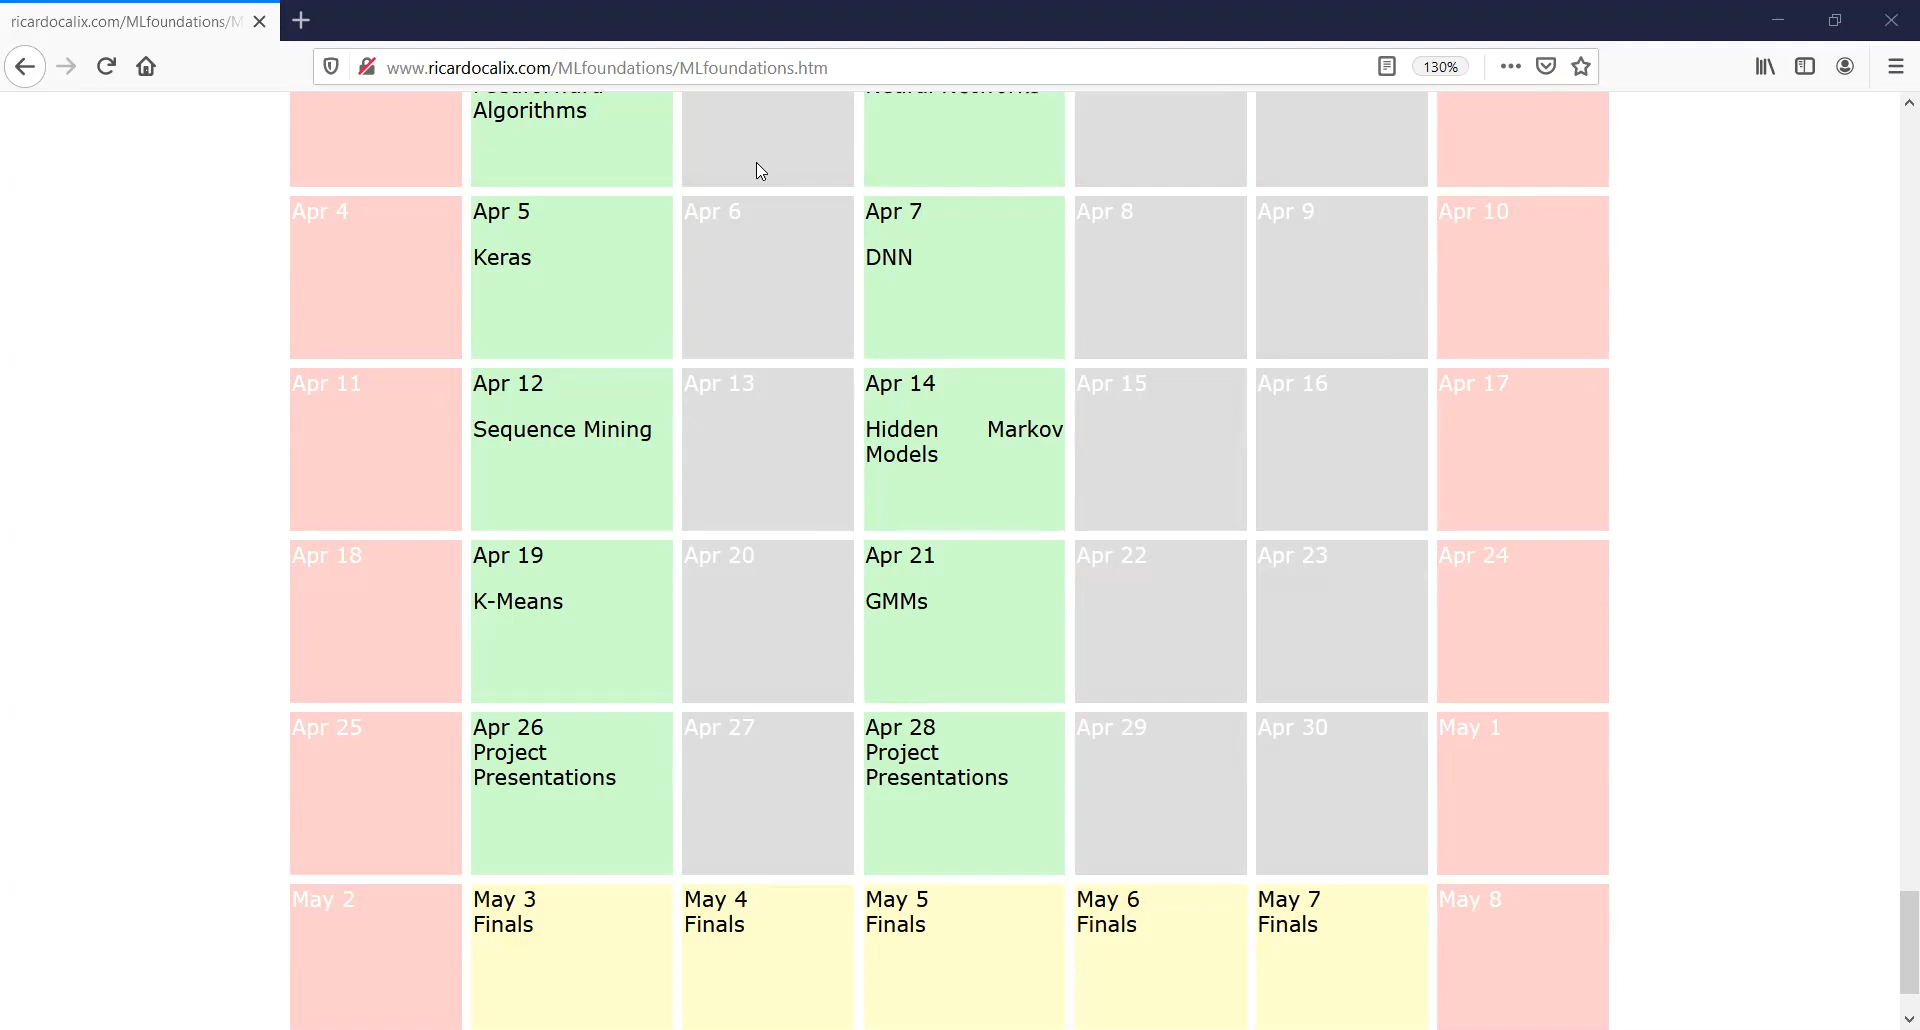 ricardocalix.com/MLfoundations/M
www.ricardocalix.com/MLfoundations/MLfoundations.htm
130%
Algorithms
Apr 4
Apr 5
Apr 6
Apr 7
Apr 8
Apr 9
Apr 10
Keras
DNN
Apr 11
Apr 12
Apr 13
Apr 14
Apr 15
Apr 16
Apr 17
Sequence Mining
Hidden Markov
Models
Apr 18
Apr 19
Apr 20
Apr 21
Apr 22
Apr 23
Apr 24
K-Means
GMMs
Apr 25
Apr 26
Project
Presentations
Apr 27
Apr 28
Project
Presentations
Apr 29
Apr 30
May 1
May 2
May 3
Finals
May 4
Finals
May 5
Finals
May 6
Finals
May 7
Finals
May 8